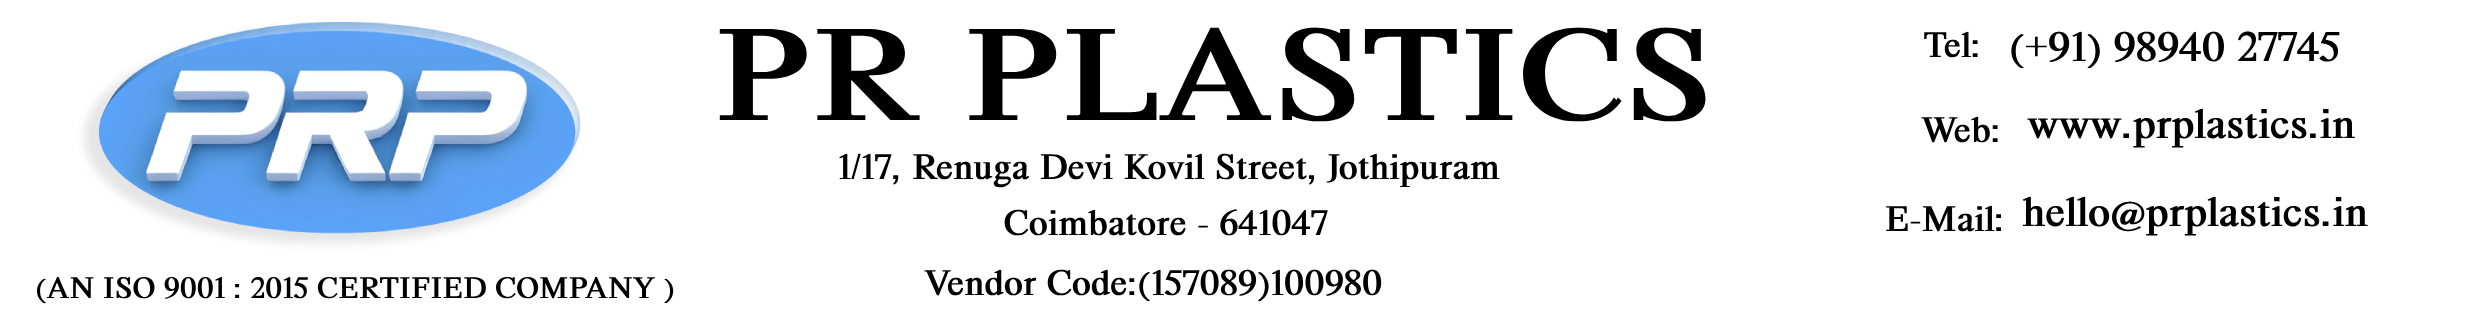 PRP
(AN ISO 9001 : 2015 CERTIFIED COMPANY )
PR PLASTICS
1/17, Renuga Devi Kovil Street, Jothipuram
Coimbatore - 641047
Vendor Code:(157089)100980
Tel: (+91) 98940 27745
Web: www.prplastics.in
E-Mail: hello@prplastics.in